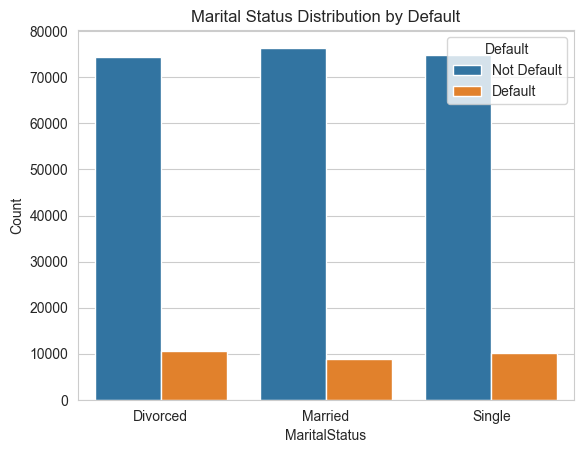 Marital Status Distribution by Default
80000
70000
60000
50000
40000
30000
20000
10000
0
Count
Default
Not Default
Default
Divorced
Married
Single
MaritalStatus